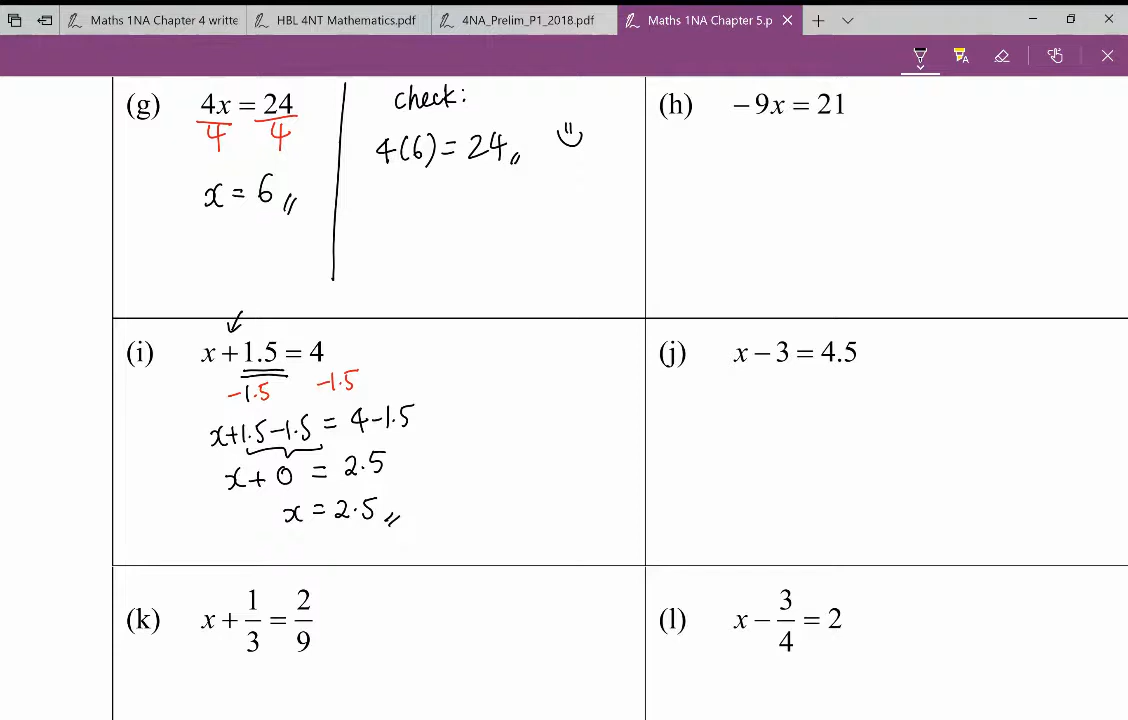 Maths 1NA Chapter 4 writte
HBL 4NT Mathematics.pdf
4NA_Prelim_P1_2018.pdf
Maths 1NA Chapter 5.p
(g) 4x = 24
4 4
x = 6
check:
4(6) = 24
(h) −9x = 21
(i) x + 1.5 = 4
−1.5 −1.5
x+1.5−1.5 = 4−1.5
x + 0 = 2.5
x = 2.5
(j) x − 3 = 4.5
(k) x + 1/3 = 2/9
(l) x − 3/4 = 2